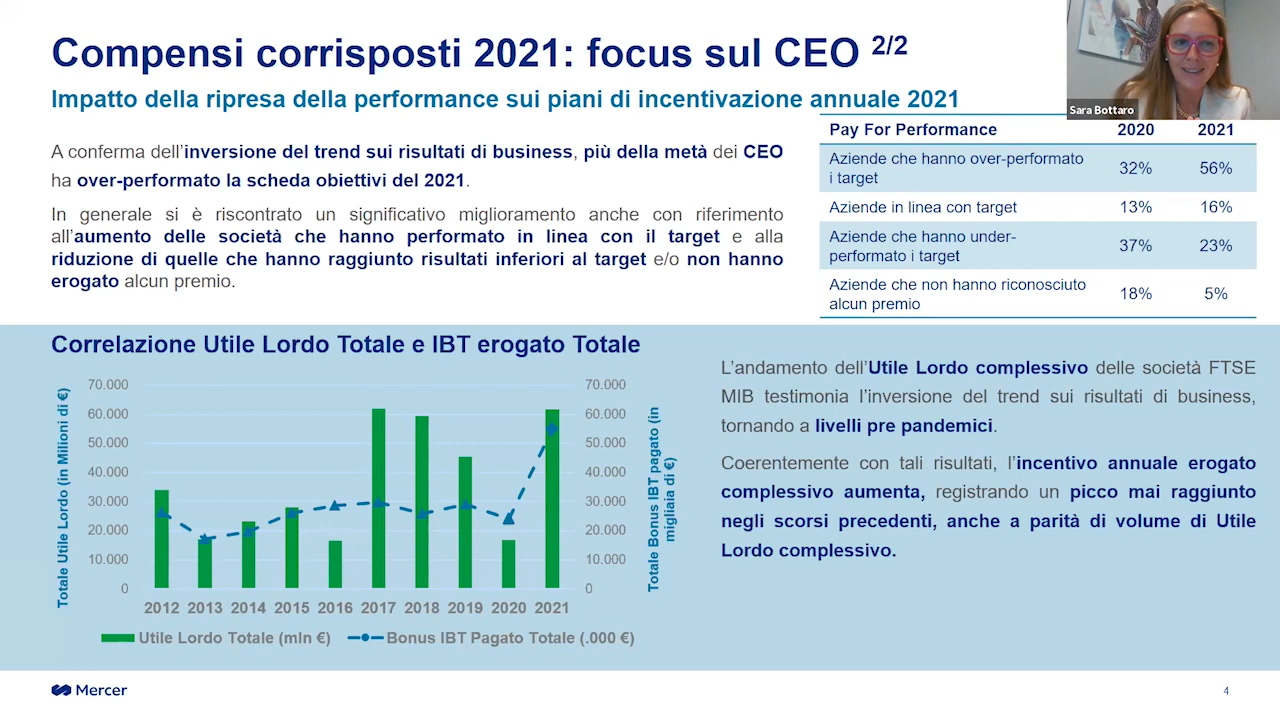 Compensi corrisposti 2021: focus sul CEO 2/2
Impatto della ripresa della performance sui piani di incentivazione annuale 2021
Sara Bottaro
A conferma dell'inversione del trend sui risultati di business, più della metà dei CEO
ha over-performato la scheda obiettivi del 2021.
In generale si è riscontrato un significativo miglioramento anche con riferimento
all'aumento delle società che hanno performato in linea con il target e alla
riduzione di quelle che hanno raggiunto risultati inferiori al target e/o non hanno
erogato alcun premio.
Pay For Performance 2020 2021
Aziende che hanno over-performato
i target 32% 56%
Aziende in linea con target 13% 16%
Aziende che hanno under-
performato i target 37% 23%
Aziende che non hanno riconosciuto
alcun premio 18% 5%
Correlazione Utile Lordo Totale e IBT erogato Totale
Totale Utile Lordo (in Milioni di €)
70.000
60.000
50.000
40.000
30.000
20.000
10.000
0
70.000
60.000
50.000
40.000
30.000
20.000
10.000
0
Totale Bonus IBT pagato (in
migliaia di €)
2012 2013 2014 2015 2016 2017 2018 2019 2020 2021
Utile Lordo Totale (mln €) Bonus IBT Pagato Totale (.000 €)
L'andamento dell'Utile Lordo complessivo delle società FTSE
MIB testimonia l'inversione del trend sui risultati di business,
tornando a livelli pre pandemici.
Coerentemente con tali risultati, l'incentivo annuale erogato
complessivo aumenta, registrando un picco mai raggiunto
negli scorsi precedenti, anche a parità di volume di Utile
Lordo complessivo.
Mercer
4